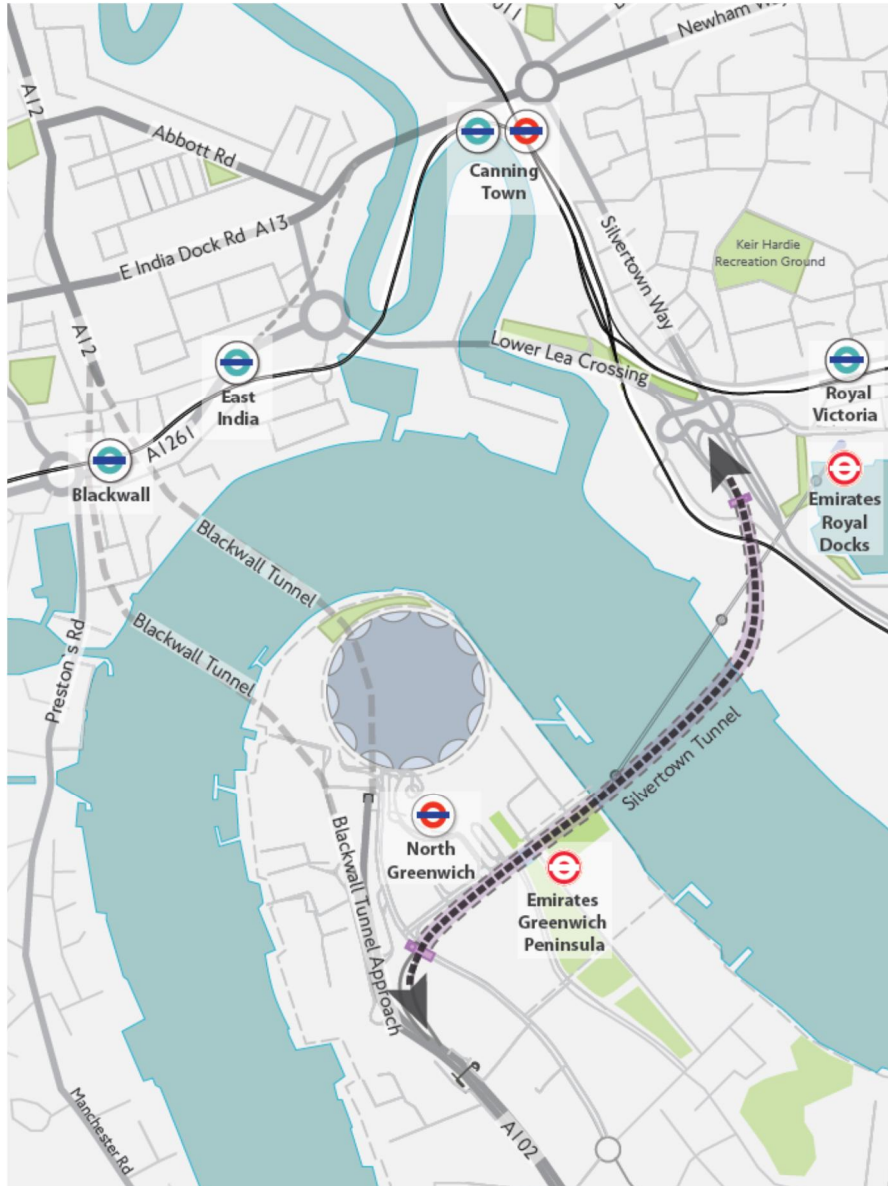 A12
A1011
Newham Way
Abbott Rd
Canning
Town
E India Dock Rd A13
Silvertown Way
Keir Hardie
Recreation Ground
A12
Lower Lea Crossing
East
India
Royal
Victoria
A1261
Blackwall
Emirates
Royal
Docks
Blackwall Tunnel
Blackwall Tunnel
Preston's Rd
Silvertown Tunnel
North
Greenwich
Blackwall Tunnel Approach
Emirates
Greenwich
Peninsula
Manchester Rd
A102